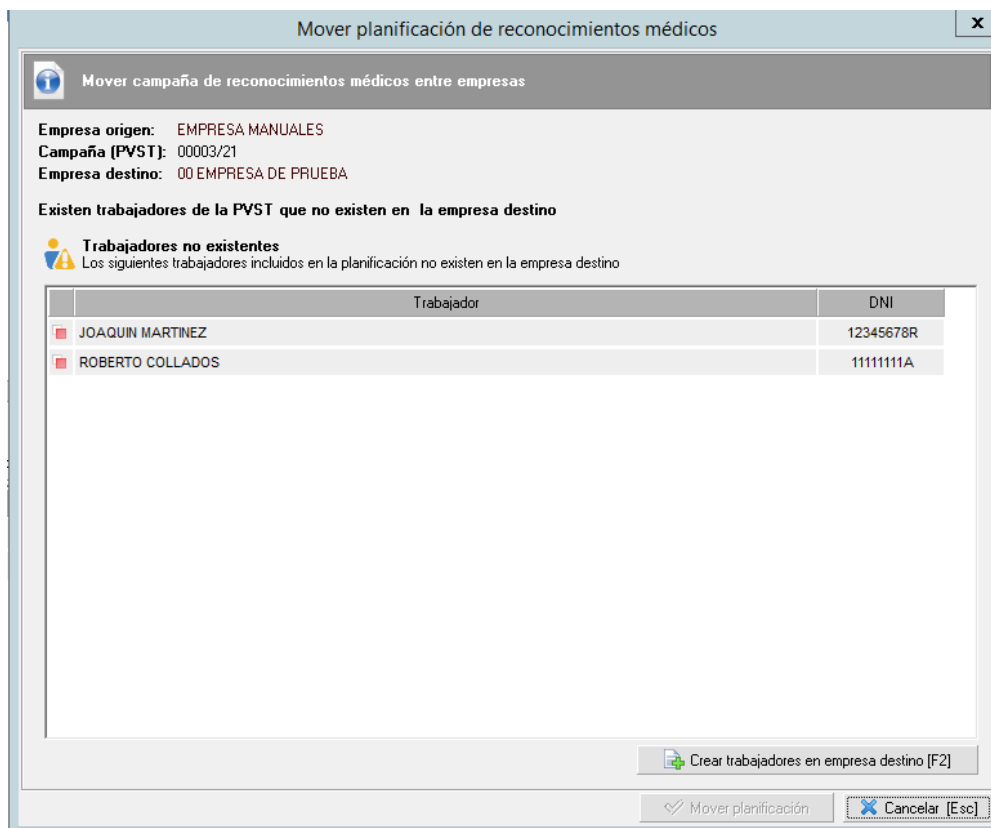 Mover planificación de reconocimientos médicos
x
Mover campaña de reconocimientos médicos entre empresas
Empresa origen: EMPRESA MANUALES
Campaña (PVST): 00003/21
Empresa destino: 00 EMPRESA DE PRUEBA
Existen trabajadores de la PVST que no existen en la empresa destino
Trabajadores no existentes
Los siguientes trabajadores incluidos en la planificación no existen en la empresa destino
Trabajador DNI
JOAQUIN MARTINEZ 12345678R
ROBERTO COLLADOS 11111111A
Crear trabajadores en empresa destino [F2]
Mover planificación Cancelar [Esc]